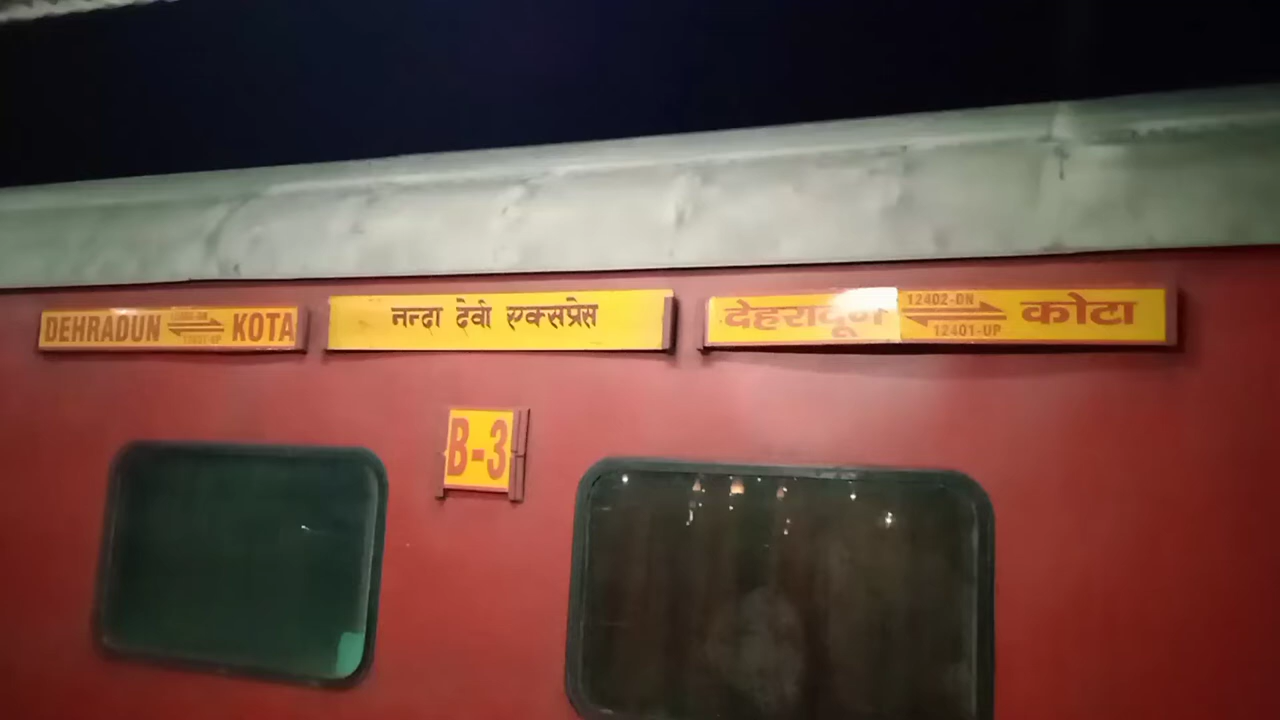 DEHRADUN KOTA
नन्दा देवी एक्सप्रेस
देहरादून 12402-DN कोटा
12401-UP
B-3